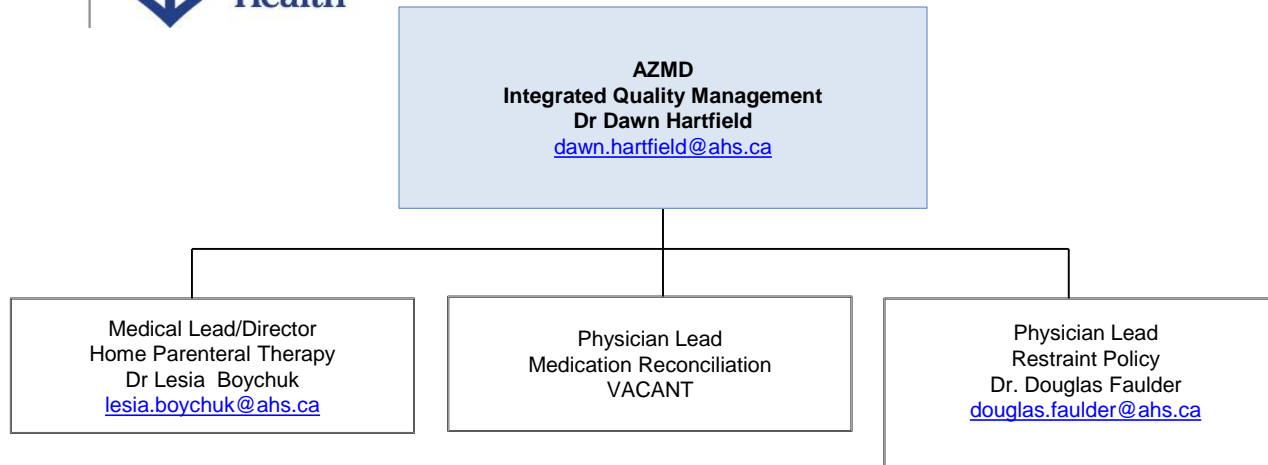 Health
AZMD
Integrated Quality Management
Dr Dawn Hartfield
dawn.hartfield@ahs.ca
Medical Lead/Director
Home Parenteral Therapy
Dr Lesia Boychuk
lesia.boychuk@ahs.ca
Physician Lead
Medication Reconciliation
VACANT
Physician Lead
Restraint Policy
Dr. Douglas Faulder
douglas.faulder@ahs.ca